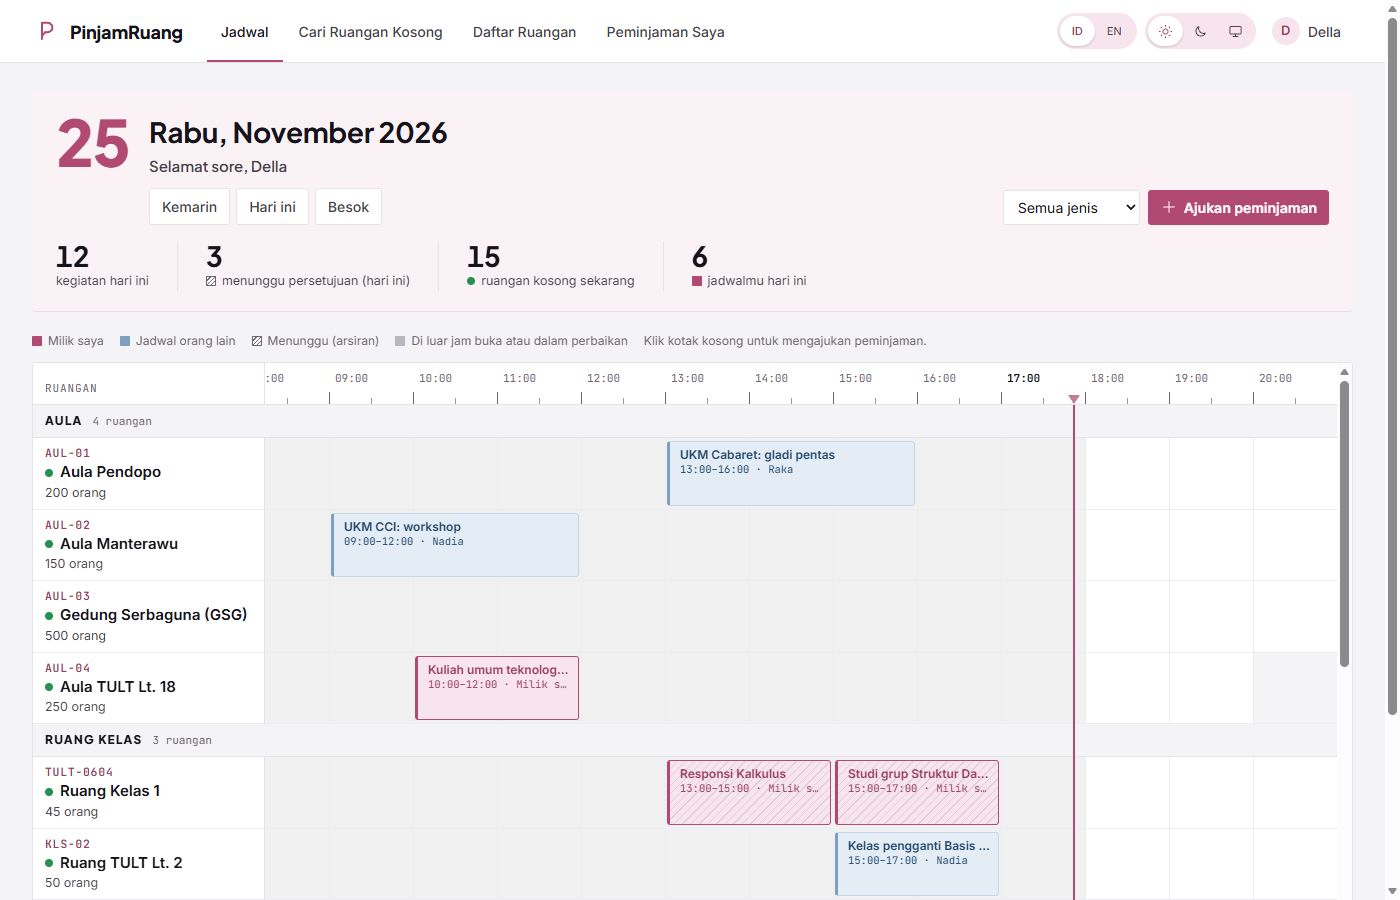 PinjamRuang
Jadwal
Cari Ruangan Kosong
Daftar Ruangan
Peminjaman Saya
ID
EN
D
Della
25
Rabu, November 2026
Selamat sore, Della
Kemarin
Hari ini
Besok
Semua jenis
Ajukan peminjaman
12
kegiatan hari ini
3
menunggu persetujuan (hari ini)
15
ruangan kosong sekarang
6
jadwalmu hari ini
Milik saya
Jadwal orang lain
Menunggu (arsiran)
Di luar jam buka atau dalam perbaikan
Klik kotak kosong untuk mengajukan peminjaman.
RUANGAN
:00
09:00
10:00
11:00
12:00
13:00
14:00
15:00
16:00
17:00
18:00
19:00
20:00
AULA 4 ruangan
AUL-01
Aula Pendopo
200 orang
UKM Cabaret: gladi pentas
13:00–16:00 · Raka
AUL-02
Aula Manterawu
150 orang
UKM CCI: workshop
09:00–12:00 · Nadia
AUL-03
Gedung Serbaguna (GSG)
500 orang
AUL-04
Aula TULT Lt. 18
250 orang
Kuliah umum teknolog...
10:00–12:00 · Milik s…
RUANG KELAS 3 ruangan
TULT-0604
Ruang Kelas 1
45 orang
Responsi Kalkulus
13:00–15:00 · Milik s…
Studi grup Struktur Da...
15:00–17:00 · Milik s…
KLS-02
Ruang TULT Lt. 2
50 orang
Kelas pengganti Basis ...
15:00–17:00 · Nadia